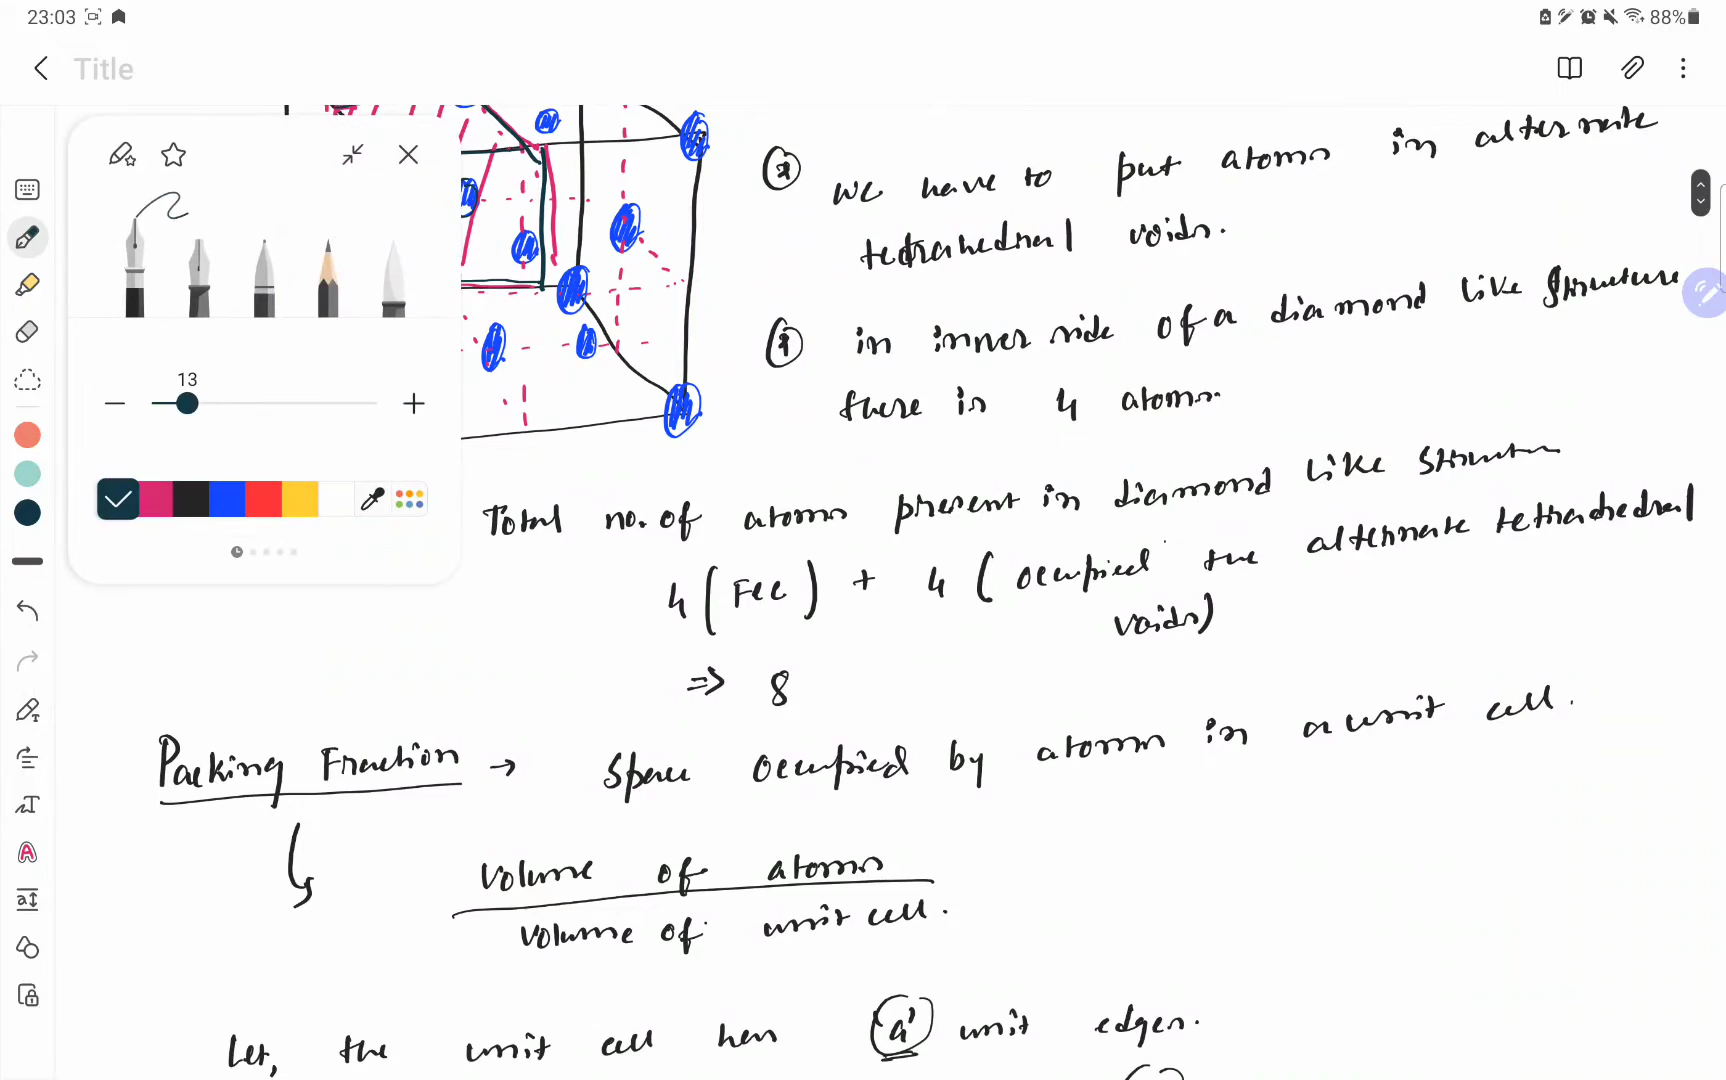 23:03
88%
Title
② we have to put atoms in alternate
tetrahedral voids.
in inner side of a diamond like structure
there is 4 atoms.
13
Total no. of atoms present in diamond like structure
4 (Fcc) + 4 (occupied the alternate tetrahedral
voids)
=> 8
Packing Fraction → Space occupied by atoms in a unit cell.
Volume of atoms
Volume of unit cell.
Let, the unit cell has 'a' unit edges.